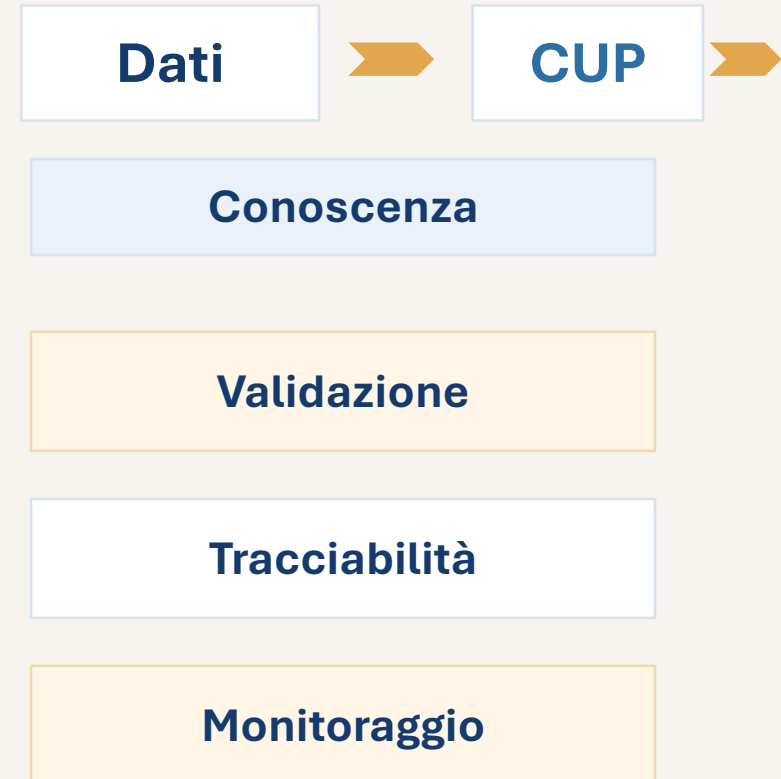 Dati
CUP
Conoscenza
Validazione
Tracciabilità
Monitoraggio